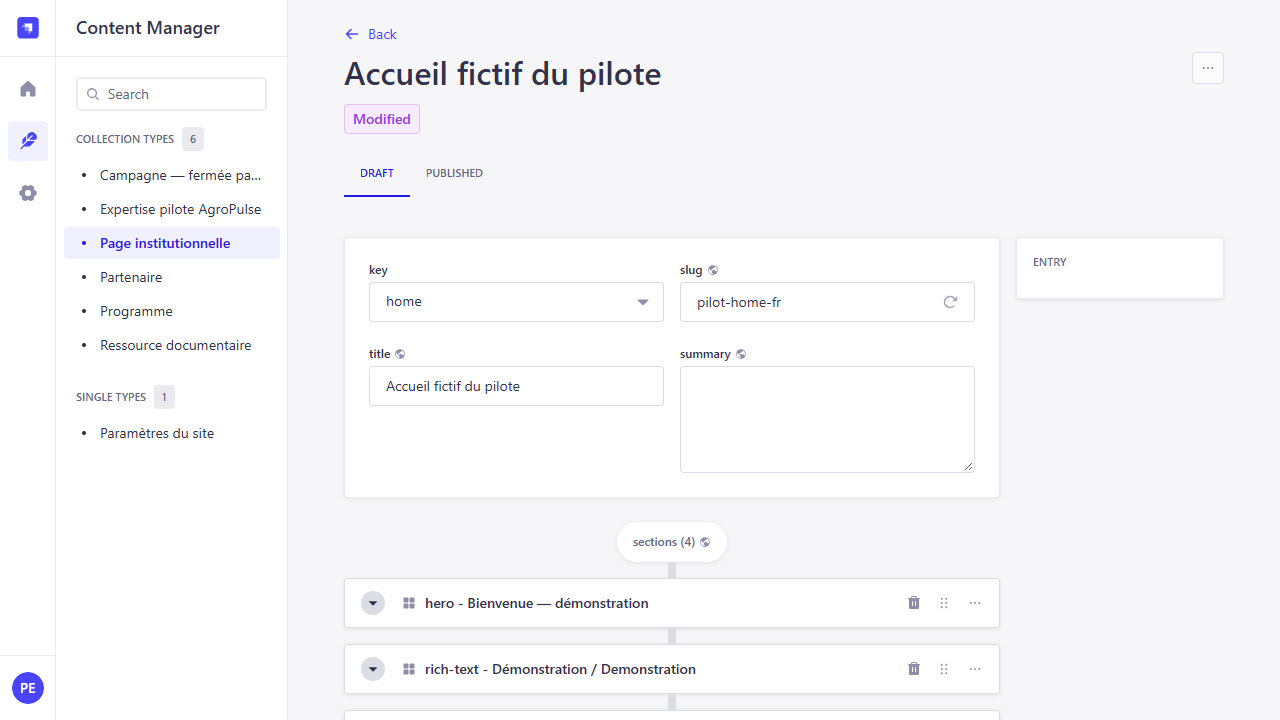 Content Manager
Search
COLLECTION TYPES 6
Campagne — fermée pa...
Expertise pilote AgroPulse
Page institutionnelle
Partenaire
Programme
Ressource documentaire
SINGLE TYPES 1
Paramètres du site
PE
Back
Accueil fictif du pilote
Modified
DRAFT PUBLISHED
key
home
slug
pilot-home-fr
title
Accueil fictif du pilote
summary
ENTRY
sections (4)
hero - Bienvenue — démonstration
rich-text - Démonstration / Demonstration